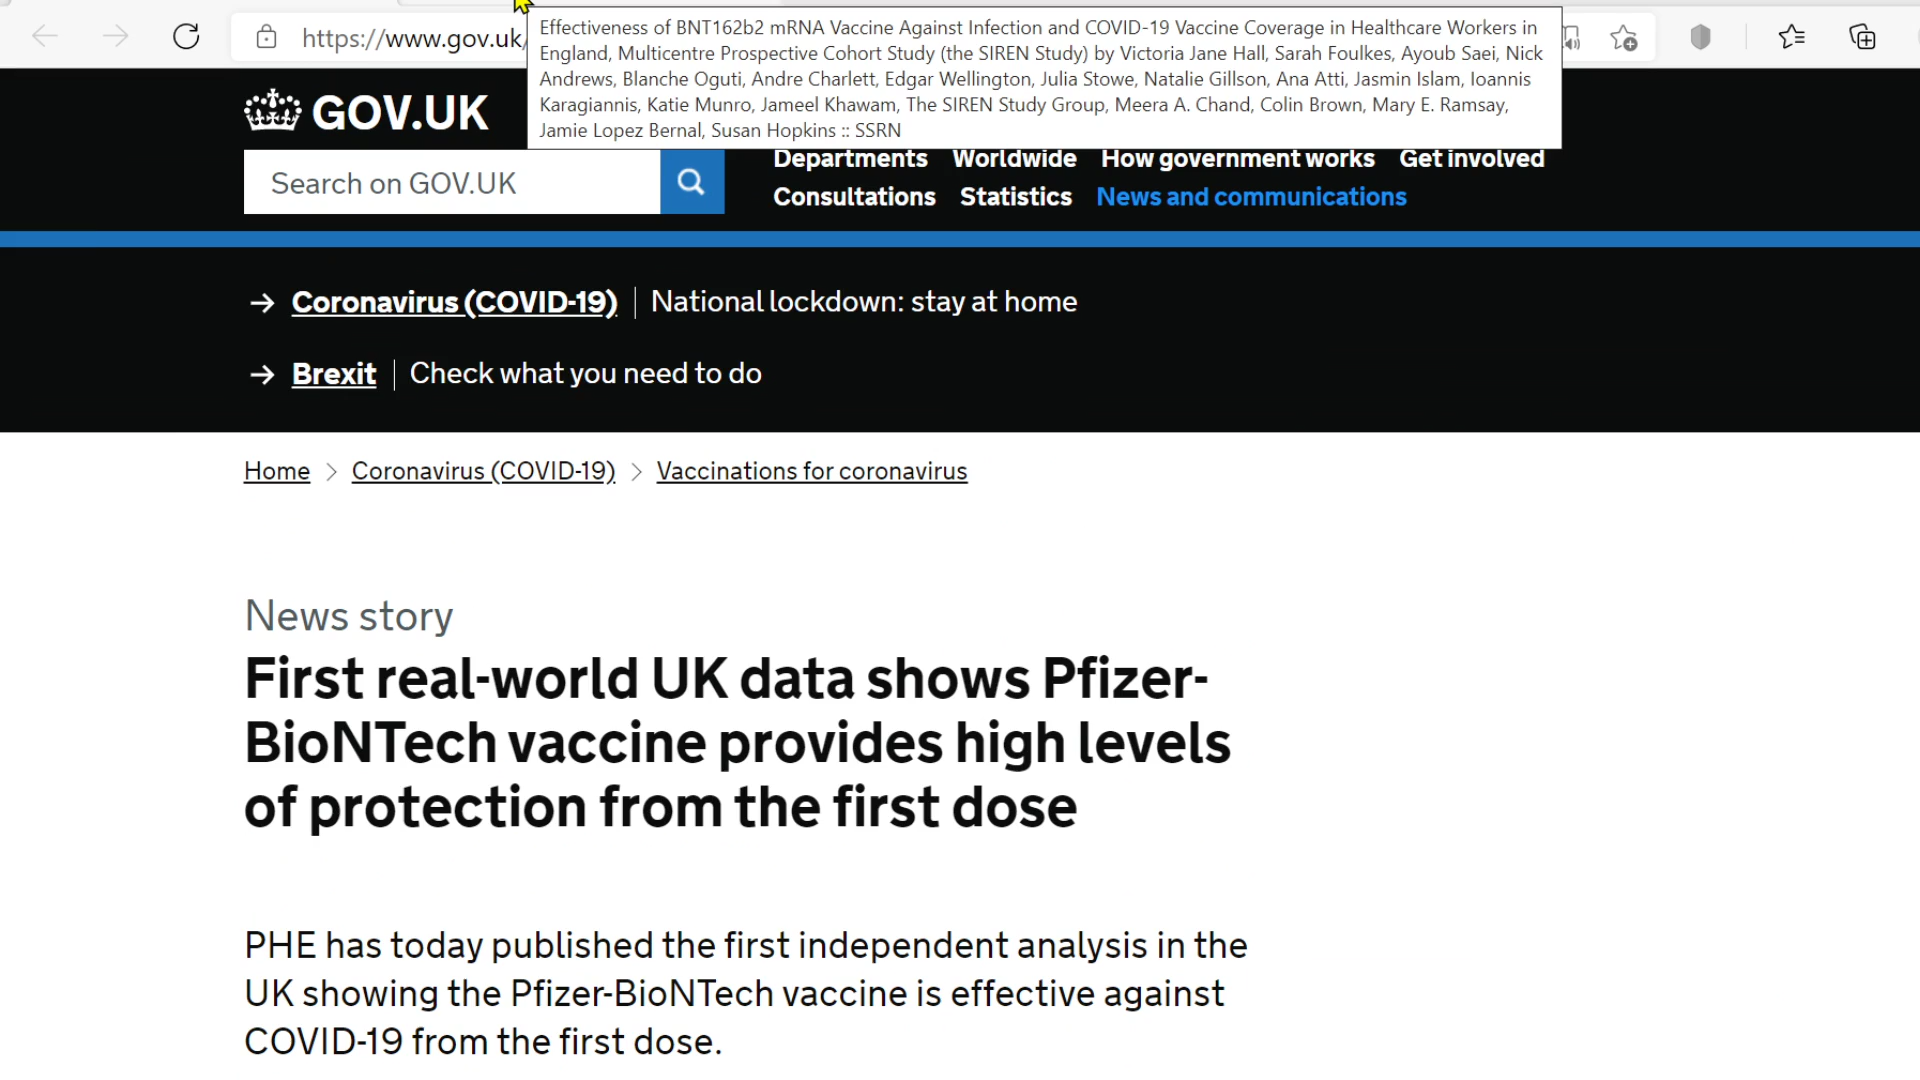 https://www.gov.uk/
Effectiveness of BNT162b2 mRNA Vaccine Against Infection and COVID-19 Vaccine Coverage in Healthcare Workers in
England, Multicentre Prospective Cohort Study (the SIREN Study) by Victoria Jane Hall, Sarah Foulkes, Ayoub Saei, Nick
Andrews, Blanche Oguti, Andre Charlett, Edgar Wellington, Julia Stowe, Natalie Gillson, Ana Atti, Jasmin Islam, Ioannis
Karagiannis, Katie Munro, Jameel Khawam, The SIREN Study Group, Meera A. Chand, Colin Brown, Mary E. Ramsay,
Jamie Lopez Bernal, Susan Hopkins :: SSRN
GOV.UK
Search on GOV.UK
Departments Worldwide How government works Get involved
Consultations Statistics News and communications
→ Coronavirus (COVID-19) | National lockdown: stay at home
→ Brexit | Check what you need to do
Home > Coronavirus (COVID-19) > Vaccinations for coronavirus
News story
First real-world UK data shows Pfizer-
BioNTech vaccine provides high levels
of protection from the first dose
PHE has today published the first independent analysis in the
UK showing the Pfizer-BioNTech vaccine is effective against
COVID-19 from the first dose.